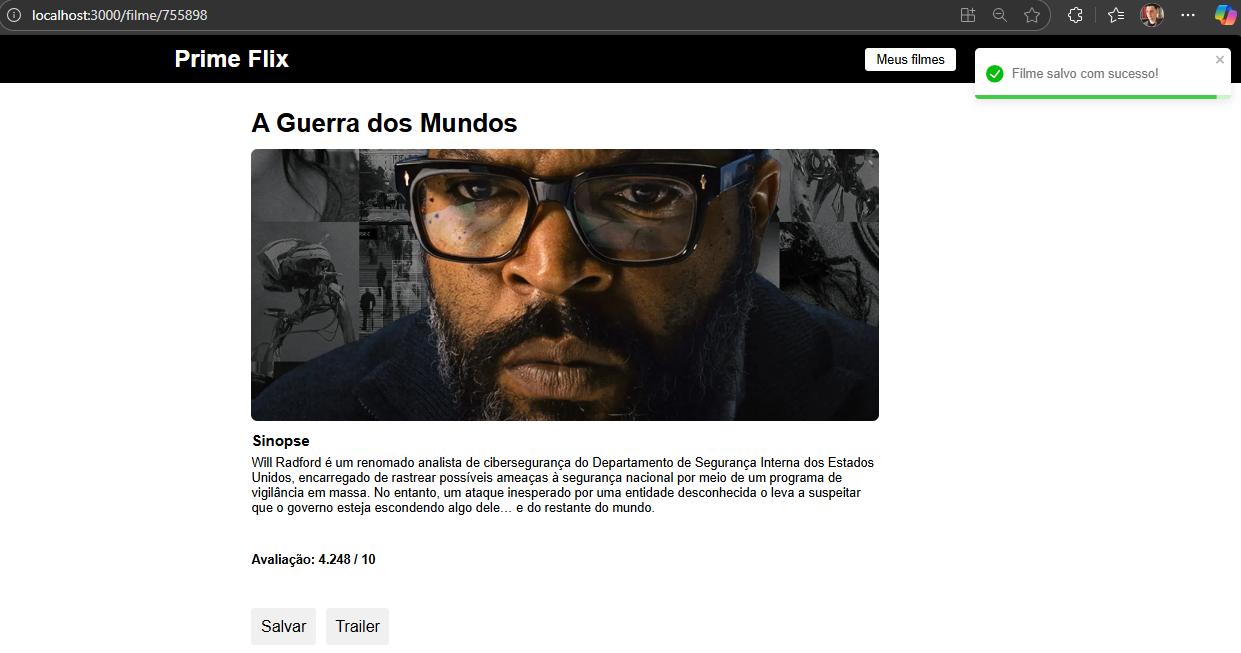 localhost:3000/filme/755898
Prime Flix
Meus filmes
Filme salvo com sucesso!
A Guerra dos Mundos
Sinopse
Will Radford é um renomado analista de cibersegurança do Departamento de Segurança Interna dos Estados
Unidos, encarregado de rastrear possíveis ameaças à segurança nacional por meio de um programa de
vigilância em massa. No entanto, um ataque inesperado por uma entidade desconhecida o leva a suspeitar
que o governo esteja escondendo algo dele… e do restante do mundo.
Avaliação: 4.248 / 10
Salvar
Trailer